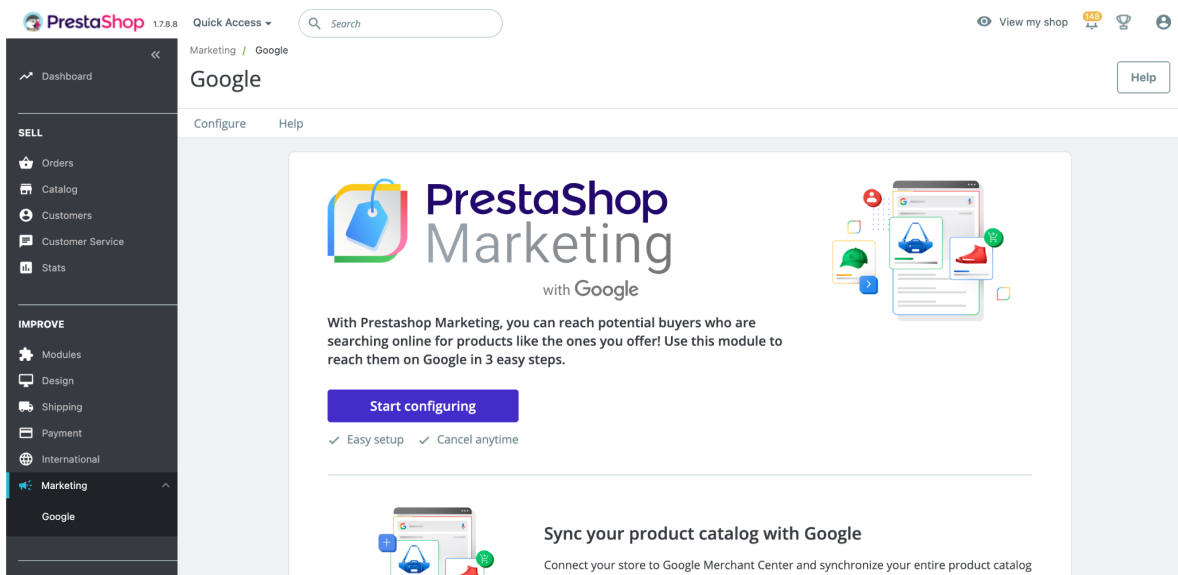 PrestaShop 1.7.8.8 Quick Access Search View my shop 148
Marketing / Google
Google
Help
Configure Help
Dashboard
SELL
Orders
Catalog
Customers
Customer Service
Stats
IMPROVE
Modules
Design
Shipping
Payment
International
Marketing
Google
PrestaShop
Marketing
with Google
With Prestashop Marketing, you can reach potential buyers who are
searching online for products like the ones you offer! Use this module to
reach them on Google in 3 easy steps.
Start configuring
Easy setup Cancel anytime
Sync your product catalog with Google
Connect your store to Google Merchant Center and synchronize your entire product catalog